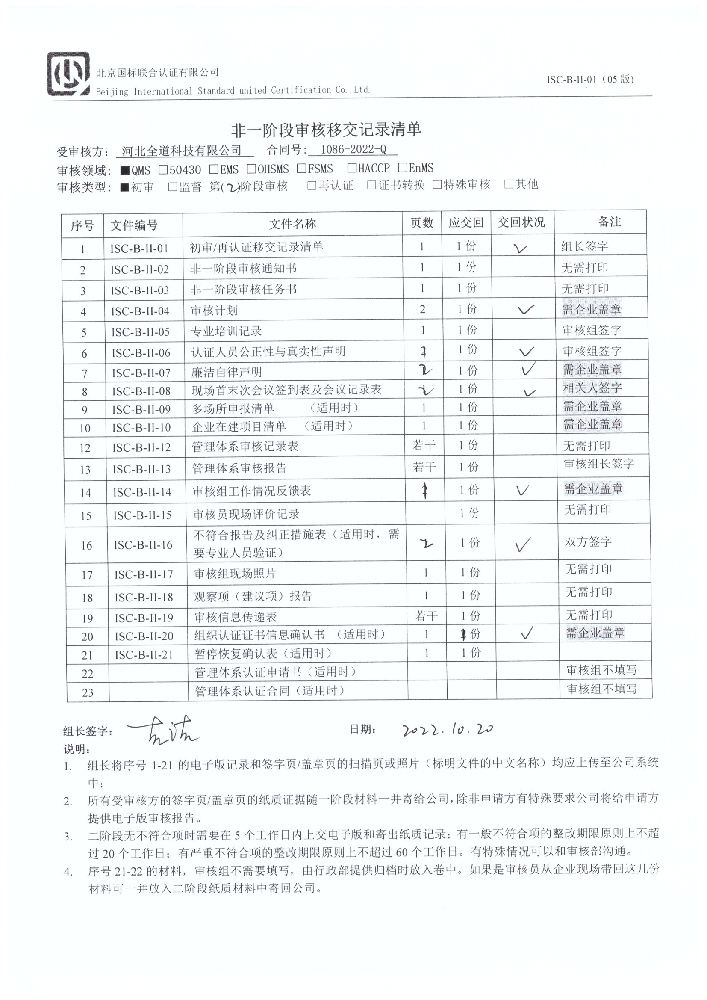 北京国标联合认证有限公司
ISC-B-II-01（05 版）
Beijing International Standard united Certification Co.,Ltd.
非一阶段审核移交记录清单
受审核方：河北全道科技有限公司 合同号：1086-2022-Q
审核领域：■QMS □50430 □EMS □OHSMS □FSMS □HACCP □EnMS
审核类型：■初审 □监督 第(2)阶段审核 □再认证 □证书转换 □特殊审核 □其他
序号 文件编号 文件名称 页数 应交回 交回状况 备注
1 ISC-B-II-01 初审/再认证移交记录清单 1 1 份 ✓ 组长签字
2 ISC-B-II-02 非一阶段审核通知书 1 1 份 无需打印
3 ISC-B-II-03 非一阶段审核任务书 1 1 份 无需打印
4 ISC-B-II-04 审核计划 2 1 份 ✓ 需企业盖章
5 ISC-B-II-05 专业培训记录 1 1 份 审核组签字
6 ISC-B-II-06 认证人员公正性与真实性声明 1 份 ✓ 审核组签字
7 ISC-B-II-07 廉洁自律声明 2 1 份 ✓ 需企业盖章
8 ISC-B-II-08 现场首末次会议签到表及会议记录表 2 1 份 ✓ 相关人签字
9 ISC-B-II-09 多场所申报清单 （适用时） 1 1 份 需企业盖章
10 ISC-B-II-10 企业在建项目清单 （适用时） 1 1 份 需企业盖章
12 ISC-B-II-12 管理体系审核记录表 若干 1 份 无需打印
13 ISC-B-II-13 管理体系审核报告 若干 1 份 审核组长签字
14 ISC-B-II-14 审核组工作情况反馈表 1 份 ✓ 需企业盖章
15 ISC-B-II-15 审核员现场评价记录 1 份 无需打印
16 ISC-B-II-16 不符合报告及纠正措施表（适用时，需 2 1 份 ✓ 双方签字
要专业人员验证）
17 ISC-B-II-17 审核组现场照片 1 1 份 无需打印
18 ISC-B-II-18 观察项（建议项）报告 1 1 份 无需打印
19 ISC-B-II-19 审核信息传递表 若干 1 份 无需打印
20 ISC-B-II-20 组织认证证书信息确认书 （适用时） 1 份 ✓ 需企业盖章
21 ISC-B-II-21 暂停恢复确认表（适用时） 1 1 份
22 管理体系认证申请书（适用时） 审核组不填写
23 管理体系认证合同（适用时） 审核组不填写
组长签字： 日期： 2022.10.20
说明：
1. 组长将序号 1-21 的电子版记录和签字页/盖章页的扫描页或照片（标明文件的中文名称）均应上传至公司系统
中；
2. 所有受审核方的签字页/盖章页的纸质证据随一阶段材料一并寄给公司，除非申请方有特殊要求公司将给申请方
提供电子版审核报告。
3. 二阶段无不符合项时需要在 5 个工作日内上交电子版和寄出纸质记录；有一般不符合项的整改期限原则上不超
过 20 个工作日；有严重不符合项的整改期限原则上不超过 60 个工作日。有特殊情况可以和审核部沟通。
4. 序号 21-22 的材料，审核组不需要填写，由行政部提供归档时放入卷中。如果是审核员从企业现场带回这几份
材料可一并放入二阶段纸质材料中寄回公司。